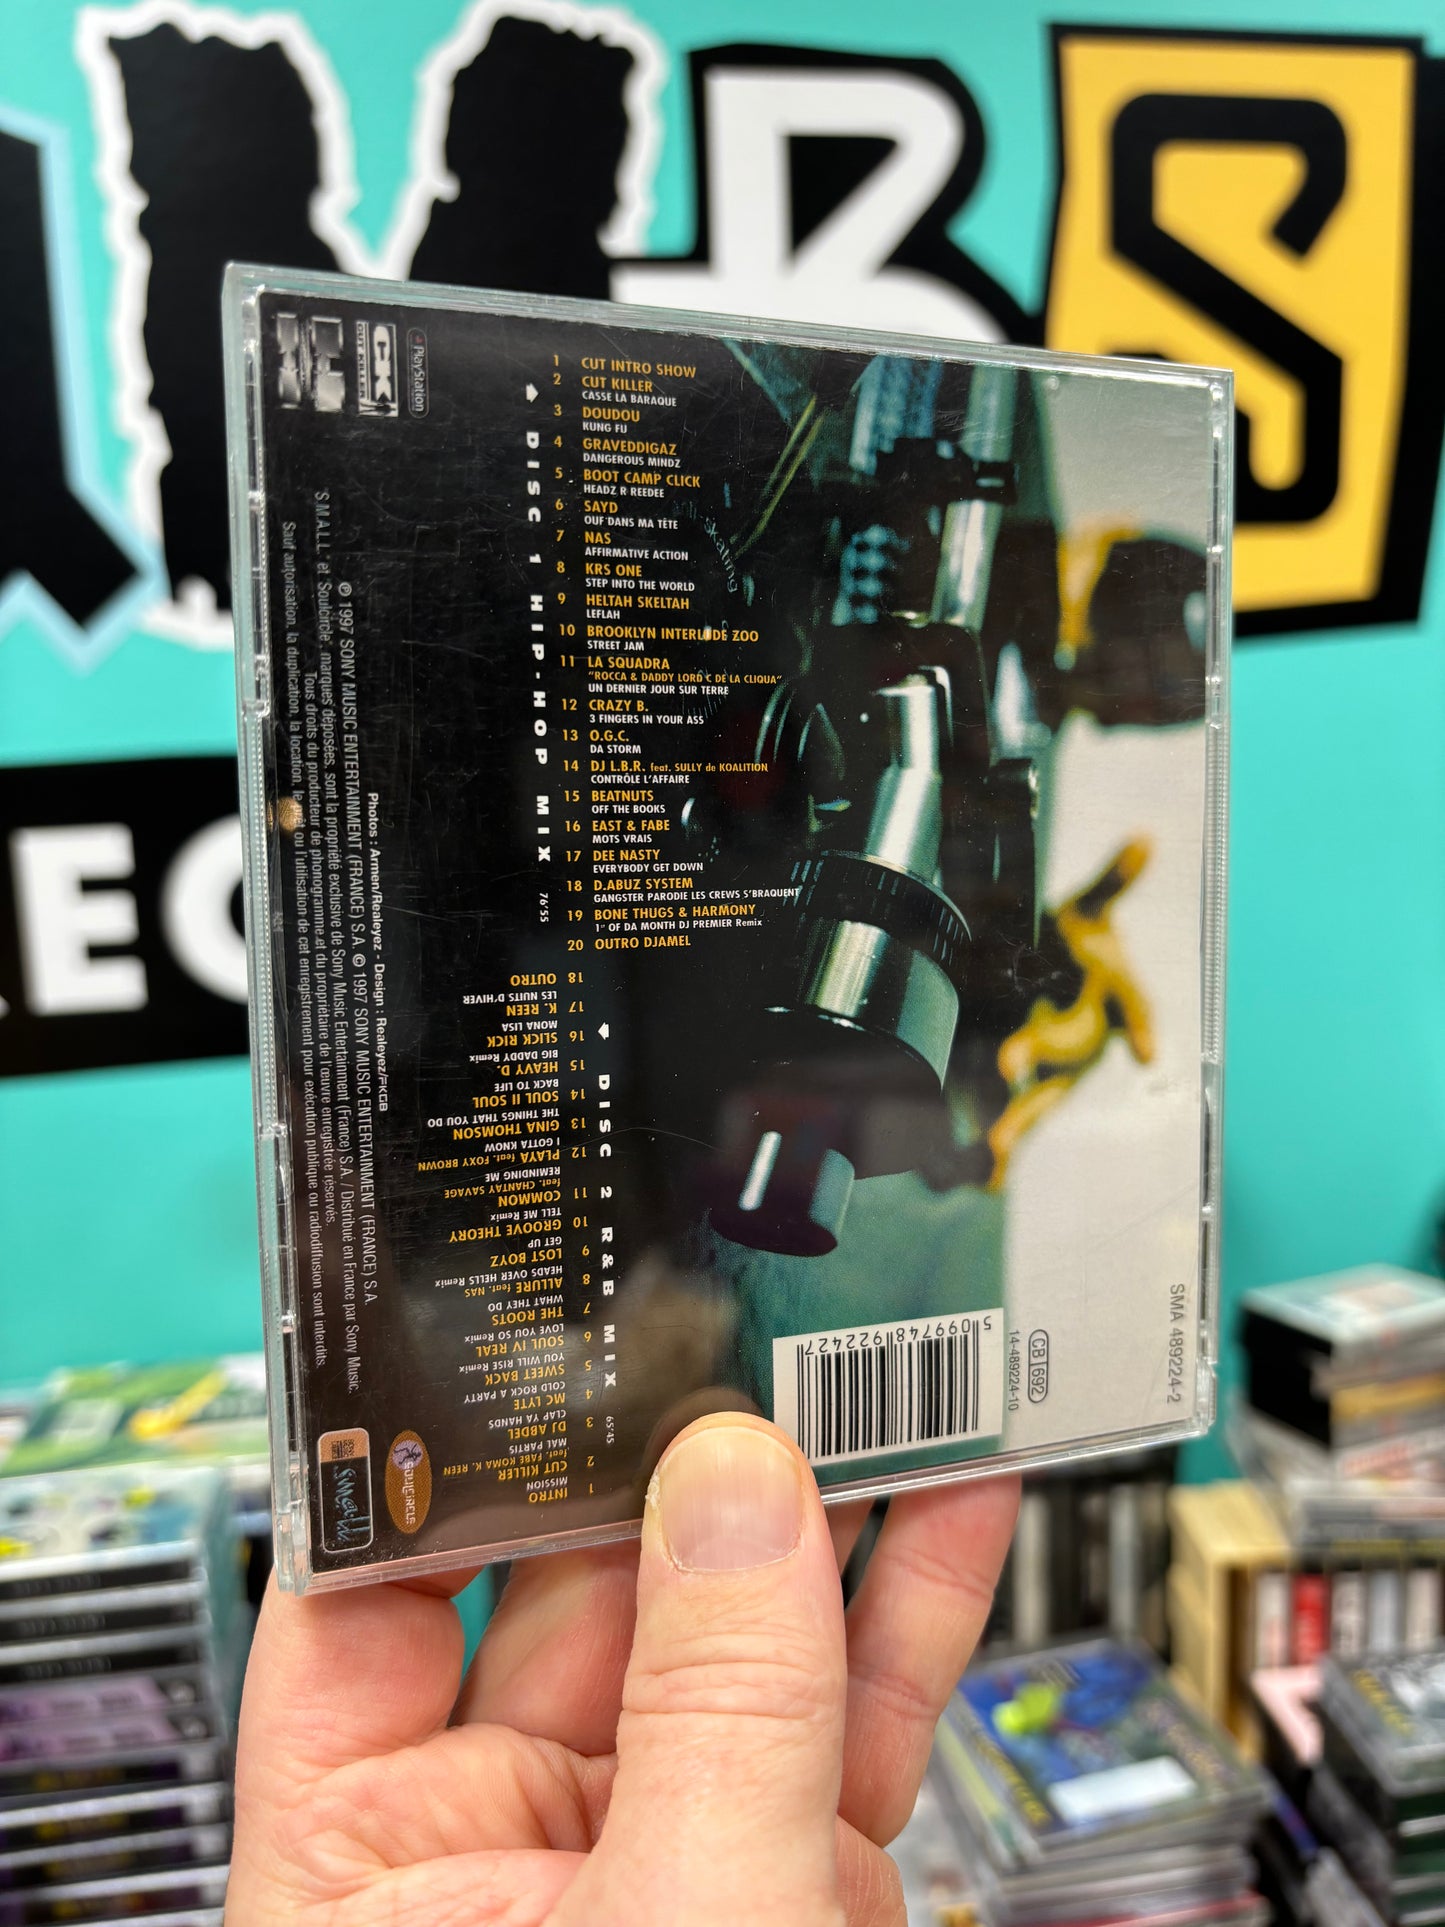 MBS
REC
PlayStation
CK
CUT KILLER
DISC 1 HIP-HOP MIX 76'55
1 CUT INTRO SHOW
2 CUT KILLER
CASSE LA BARAQUE
3 DOUDOU
KUNG FU
4 GRAVEDDIGAZ
DANGEROUS MINDZ
5 BOOT CAMP CLICK
HEADZ R REEDEE
6 SAYD
OUF DANS MA TÊTE
7 NAS
AFFIRMATIVE ACTION
8 KRS ONE
STEP INTO THE WORLD
9 HELTAH SKELTAH
LEFLAH
10 BROOKLYN INTERLUDE ZOO
STREET JAM
11 LA SQUADRA
"ROCCA & DADDY LORD C DE LA CLIQUA"
UN DERNIER JOUR SUR TERRE
12 CRAZY B.
3 FINGERS IN YOUR ASS
13 O.G.C.
DA STORM
14 DJ L.B.R. feat. SULLY de KOALITION
CONTRÔLE L'AFFAIRE
15 BEATNUTS
OFF THE BOOKS
16 EAST & FABE
MOTS VRAIS
17 DEE NASTY
EVERYBODY GET DOWN
18 D.ABUZ SYSTEM
GANGSTER PARODIE LES CREWS S'BRAQUENT
19 BONE THUGS & HARMONY
1st OF DA MONTH DJ PREMIER Remix
20 OUTRO DJAMEL
DISC 2 R&B MIX 65'45
1 INTRO
MISSION
2 CUT KILLER
feat. FABE KOMA K. REEN
MAL PARTIS
3 DJ ABDEL
CLAP YA HANDS
4 MC LYTE
COLD ROCK A PARTY
5 SWEET BACK
YOU WILL RISE Remix
6 SOUL IV REAL
LOVE YOU SO Remix
7 THE ROOTS
WHAT THEY DO
8 ALLURE feat. NAS
HEADS OVER HELLS Remix
9 LOST BOYZ
GET UP
10 GROOVE THEORY
TELL ME Remix
11 COMMON
feat. CHANTAY SAVAGE
REMINDING ME
12 PLAYA feat. FOXY BROWN
I GOTTA KNOW
13 GINA THOMSON
THE THINGS THAT YOU DO
14 SOUL II SOUL
BACK TO LIFE
15 HEAVY D.
BIG DADDY Remix
16 SLICK RICK
MONA LISA
17 K. REEN
LES NUITS D'HIVER
18 OUTRO
skating
Photos : Amen/Realeyez - Design : Realeyez/FKGB
℗ 1997 SONY MUSIC ENTERTAINMENT (FRANCE) S.A. © 1997 SONY MUSIC ENTERTAINMENT (FRANCE) S.A.
S.M.A.L.L. et Soulcircle, marques déposées, sont la propriété exclusive de Sony Music Entertainment (France) S.A. / Distribué en France par Sony Music.
Tous droits du producteur de phonogramme et du propriétaire de l'œuvre enregistrée réservés.
Sauf autorisation, la duplication, la location, le prêt ou l'utilisation de cet enregistrement pour exécution publique ou radiodiffusion sont interdits.
SOULCIRCLE
5 099748 922427
CB 692
14-489224-10
SMA 489224-2